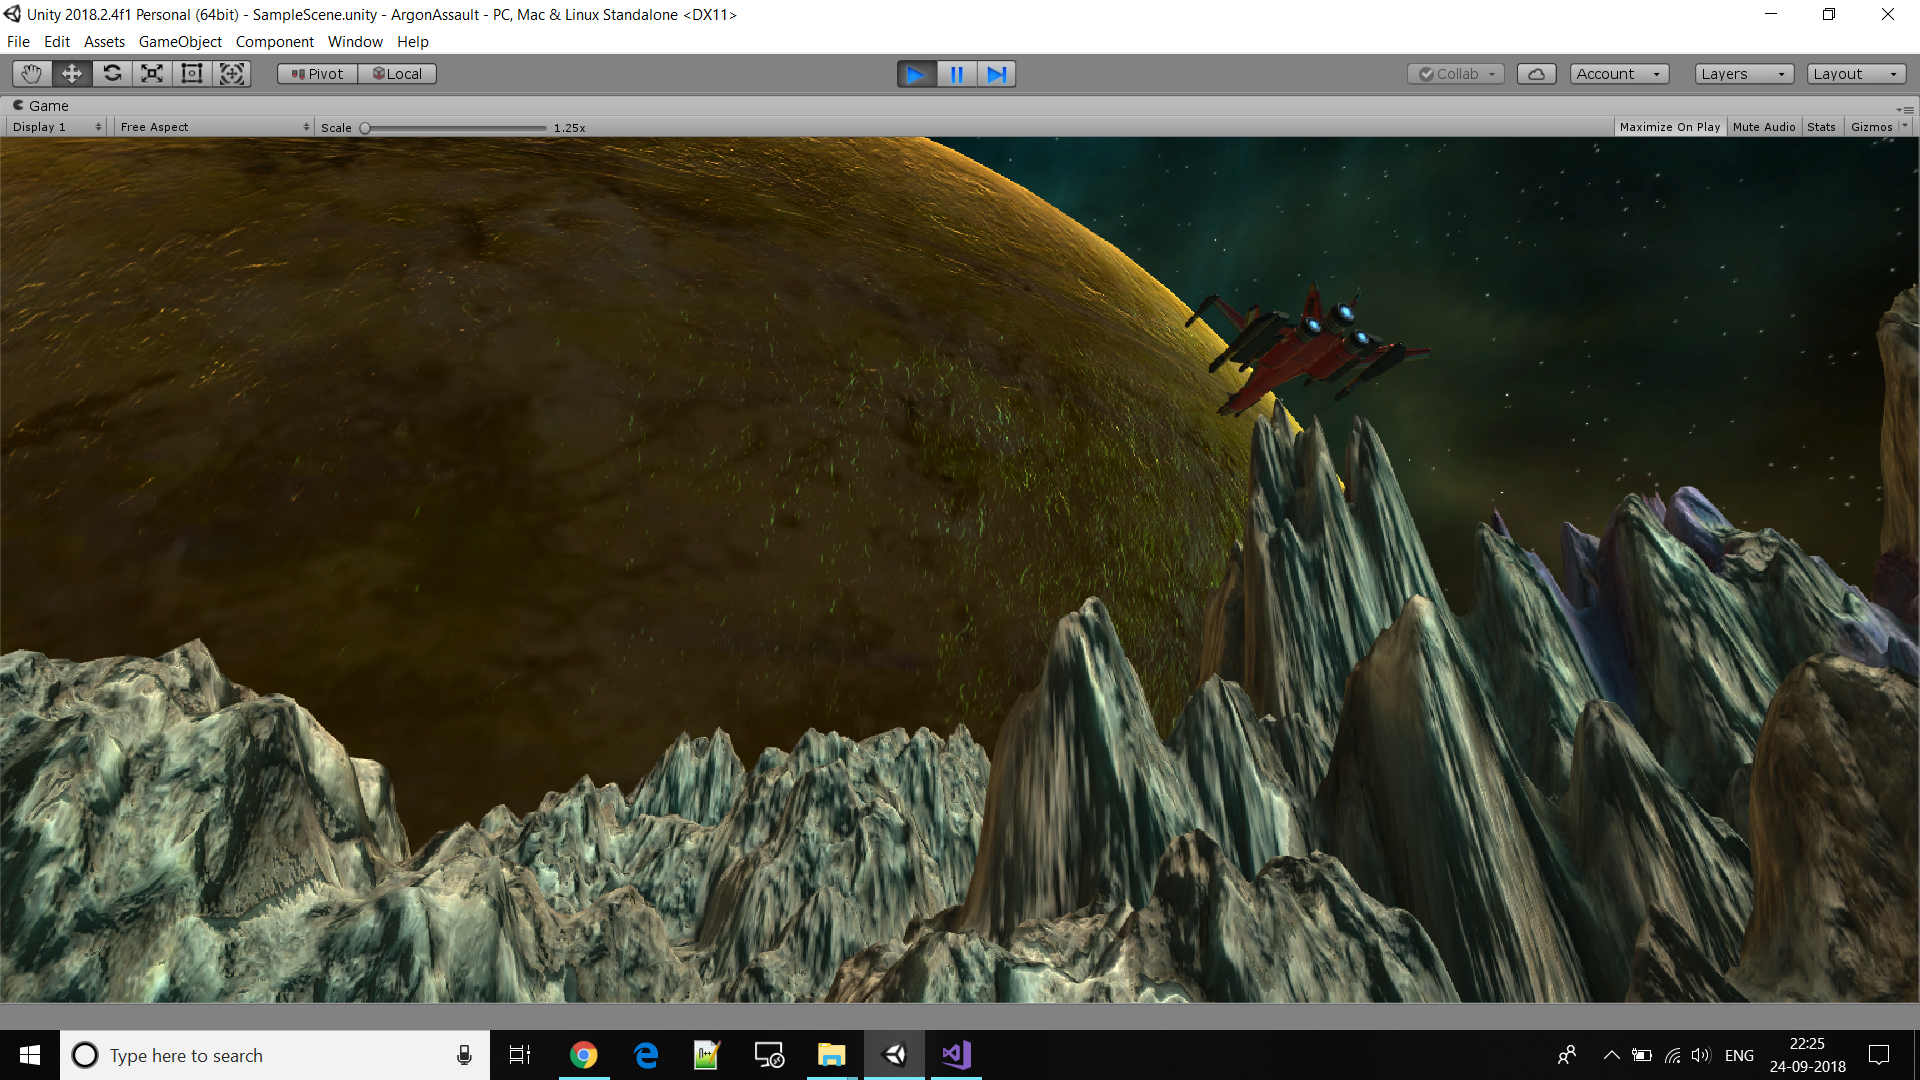 Unity 2018.2.4f1 Personal (64bit) - SampleScene.unity - ArgonAssault - PC, Mac & Linux Standalone <DX11>
File Edit Assets GameObject Component Window Help
Pivot Local Collab Account Layers Layout
Game
Display 1 Free Aspect Scale 1.25x Maximize On Play Mute Audio Stats Gizmos
Type here to search
ENG
22:25
24-09-2018